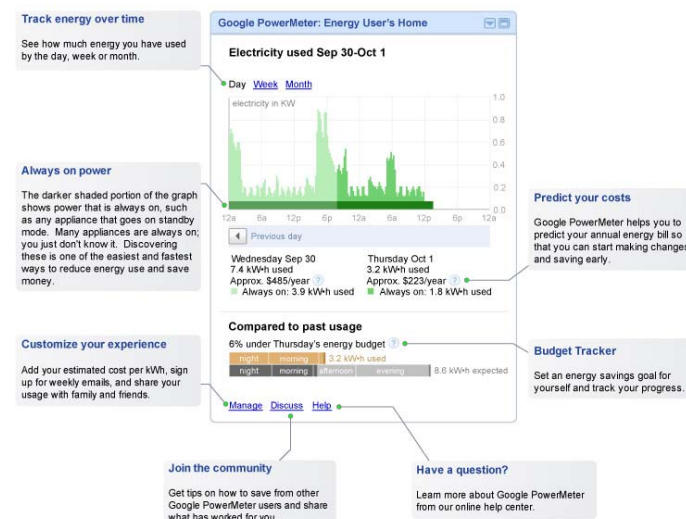 Track energy over time
See how much energy you have used
by the day, week or month.
Always on power
The darker shaded portion of the graph
shows power that is always on, such
as any appliance that goes on standby
mode. Many appliances are always on;
you just don't know it. Discovering
these is one of the easiest and fastest
ways to reduce energy use and save
money.
Customize your experience
Add your estimated cost per kWh, sign
up for weekly emails, and share your
usage with family and friends.
Google PowerMeter: Energy User's Home
Electricity used Sep 30-Oct 1
Day Week Month
electricity in KW
1.0
0.8
0.6
0.4
0.2
0.0
12a 6a 12p 6p 12a 6a 12p 6p 12a
Previous day
Wednesday Sep 30
7.4 kW•h used
Approx. $485/year ?
Always on: 3.9 kW•h used
Thursday Oct 1
3.2 kW•h used
Approx. $223/year ?
Always on: 1.8 kW•h used
Compared to past usage
6% under Thursday's energy budget ?
night morning 3.2 kW•h used
night morning afternoon evening 8.6 kW•h expected
Manage Discuss Help
Predict your costs
Google PowerMeter helps you to
predict your annual energy bill so
that you can start making changes
and saving early.
Budget Tracker
Set an energy savings goal for
yourself and track your progress.
Join the community
Get tips on how to save from other
Google PowerMeter users and share
what has worked for you.
Have a question?
Learn more about Google PowerMeter
from our online help center.